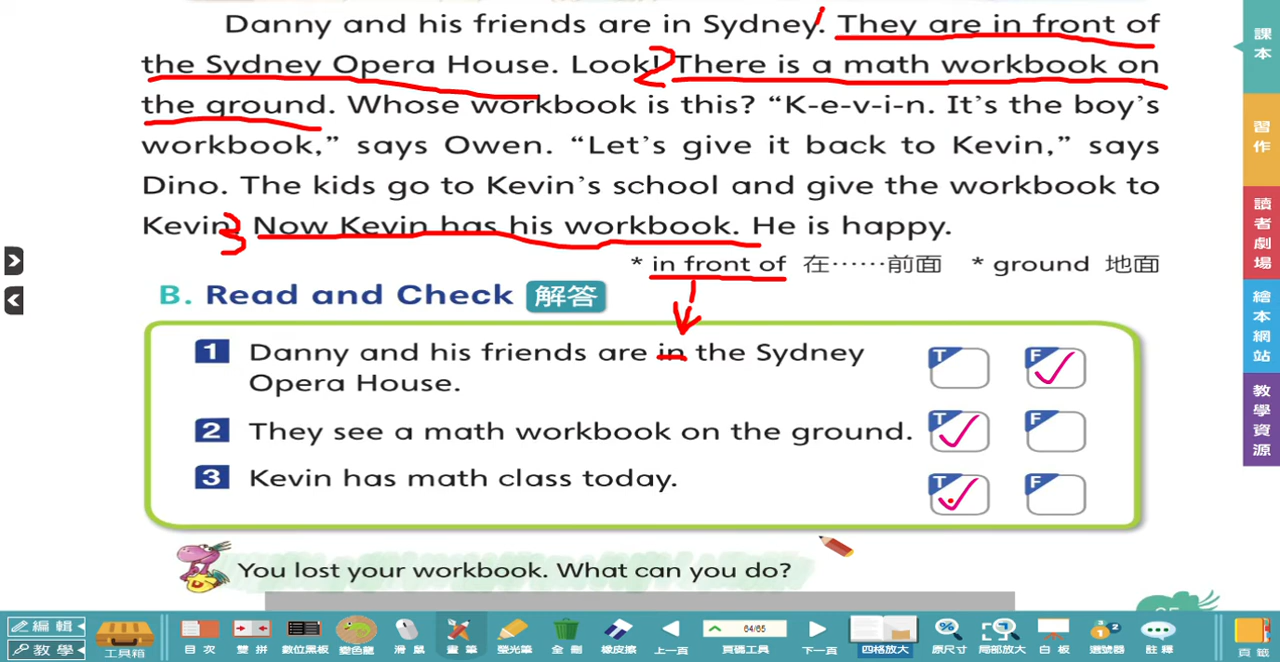 Danny and his friends are in Sydney. They are in front of
the Sydney Opera House. Look! There is a math workbook on
the ground. Whose workbook is this? “K-e-v-i-n. It’s the boy’s
workbook,” says Owen. “Let’s give it back to Kevin,” says
Dino. The kids go to Kevin’s school and give the workbook to
Kevin. Now Kevin has his workbook. He is happy.
1
2
3
* in front of 在……前面 * ground 地面
B. Read and Check 解答
1 Danny and his friends are in the Sydney T F
Opera House.
2 They see a math workbook on the ground. T F
3 Kevin has math class today. T F
You lost your workbook. What can you do?
課本
習作
讀者劇場
繪本網站
教學資源
編輯
教學
工具箱
目次 雙拼 數位黑板 變色龍 滑鼠 畫筆 螢光筆 全刪 橡皮擦 上一頁 頁碼工具 下一頁 四格放大 原尺寸 局部放大 白板 選號器 註釋 頁籤
64/65